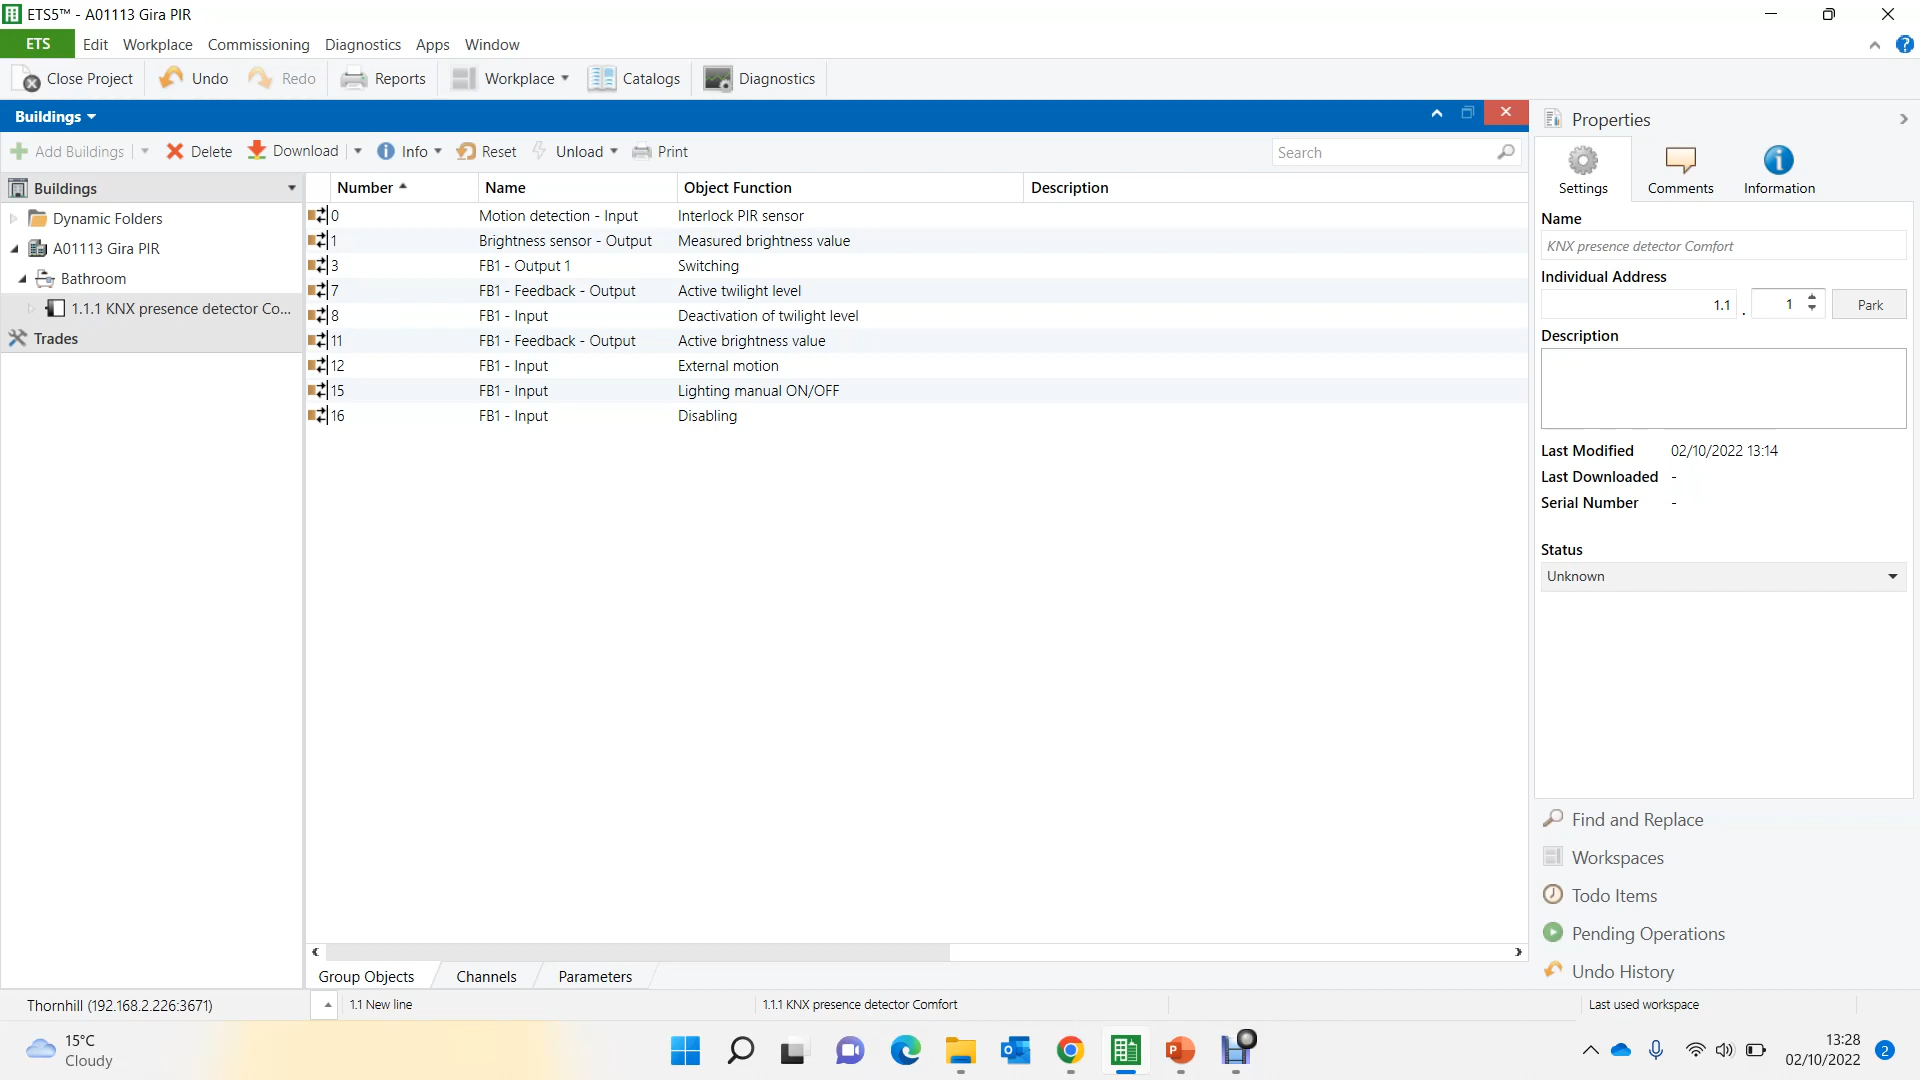 ETS5™ - A01113 Gira PIR
ETS Edit Workplace Commissioning Diagnostics Apps Window
Close Project Undo Redo Reports Workplace Catalogs Diagnostics
Buildings
Add Buildings Delete Download Info Reset Unload Print Search
Buildings
Dynamic Folders
A01113 Gira PIR
Bathroom
1.1.1 KNX presence detector Co...
Trades
Number Name Object Function Description
0 Motion detection - Input Interlock PIR sensor
1 Brightness sensor - Output Measured brightness value
3 FB1 - Output 1 Switching
7 FB1 - Feedback - Output Active twilight level
8 FB1 - Input Deactivation of twilight level
11 FB1 - Feedback - Output Active brightness value
12 FB1 - Input External motion
15 FB1 - Input Lighting manual ON/OFF
16 FB1 - Input Disabling
Group Objects Channels Parameters
Properties
Settings Comments Information
Name
KNX presence detector Comfort
Individual Address
1.1 . 1 Park
Description
Last Modified 02/10/2022 13:14
Last Downloaded -
Serial Number -
Status
Unknown
Find and Replace
Workspaces
Todo Items
Pending Operations
Undo History
Thornhill (192.168.2.226:3671) 1.1 New line 1.1.1 KNX presence detector Comfort Last used workspace
15°C
Cloudy
13:28
02/10/2022
2